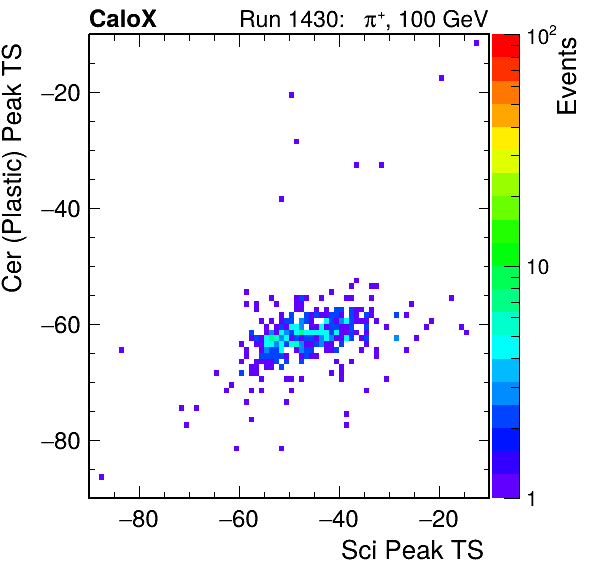 CaloX Run 1430: π⁺, 100 GeV
Cer (Plastic) Peak TS
−20
−40
−60
−80
−80 −60 −40 −20
Sci Peak TS
10²
10
1
Events